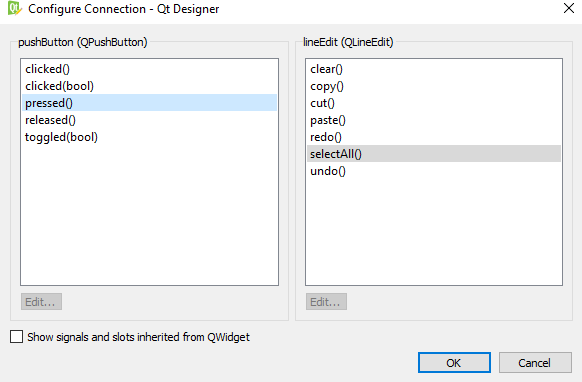 Configure Connection - Qt Designer
pushButton (QPushButton)
clicked()
clicked(bool)
pressed()
released()
toggled(bool)
Edit...
lineEdit (QLineEdit)
clear()
copy()
cut()
paste()
redo()
selectAll()
undo()
Edit...
Show signals and slots inherited from QWidget
OK Cancel